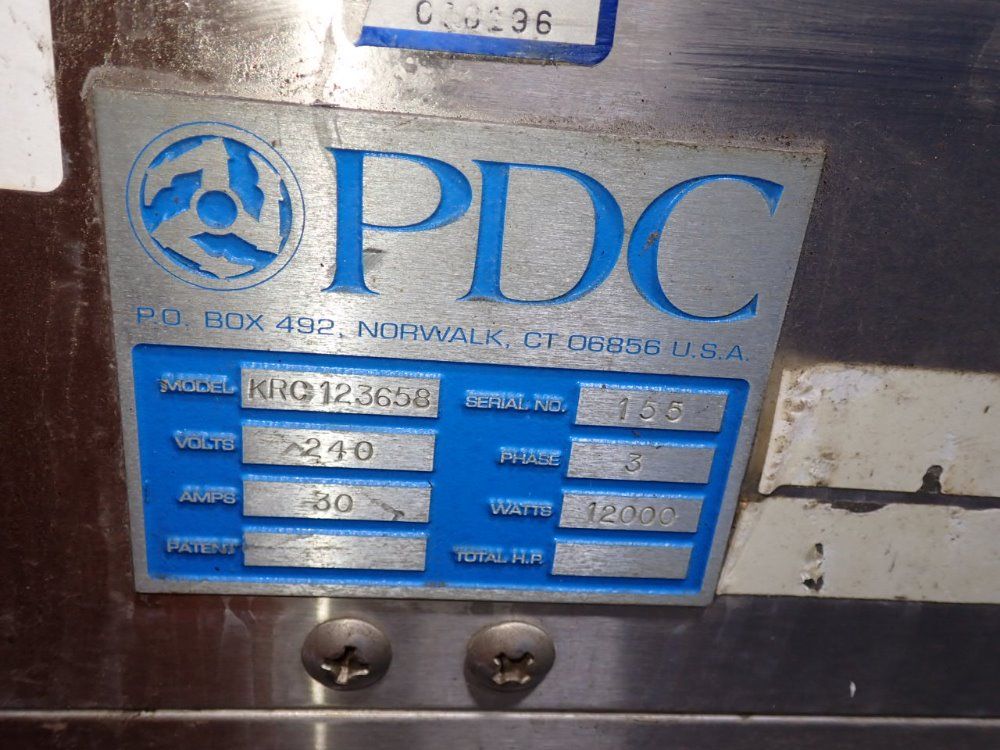 PDC
P.O. BOX 492, NORWALK, CT 06856 U.S.A.
MODEL KRC123658 SERIAL NO. 155
VOLTS 240 PHASE 3
AMPS 30 WATTS 12000
PATENT TOTAL H.P.